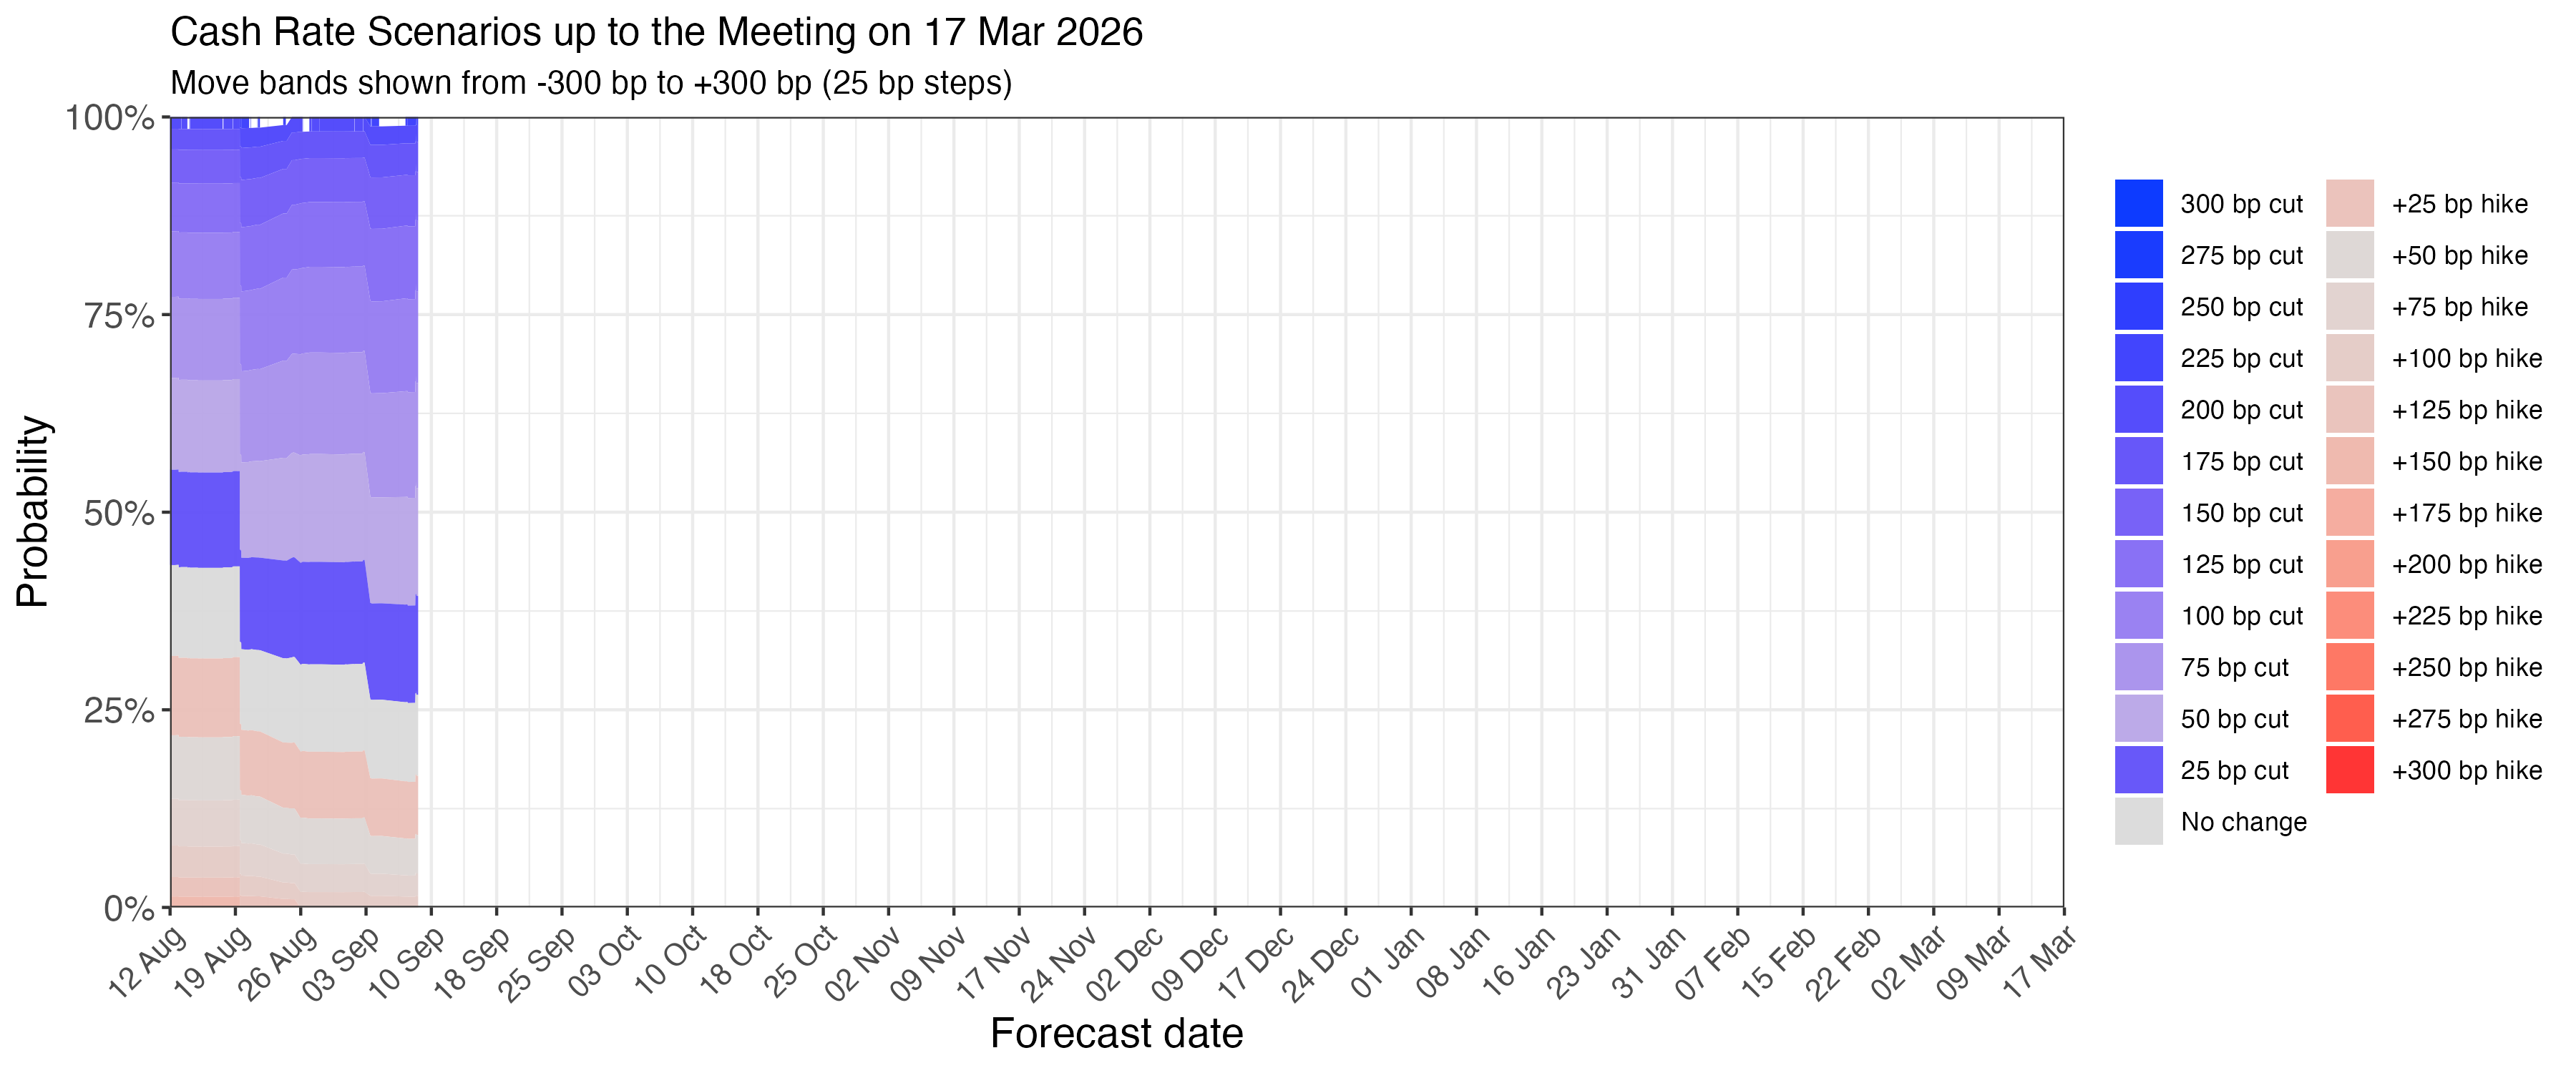 Cash Rate Scenarios up to the Meeting on 17 Mar 2026
Move bands shown from -300 bp to +300 bp (25 bp steps)
Probability
100%
75%
50%
25%
0%
12 Aug
19 Aug
26 Aug
03 Sep
10 Sep
18 Sep
25 Sep
03 Oct
10 Oct
18 Oct
25 Oct
02 Nov
09 Nov
17 Nov
24 Nov
02 Dec
09 Dec
17 Dec
24 Dec
01 Jan
08 Jan
16 Jan
23 Jan
31 Jan
07 Feb
15 Feb
22 Feb
02 Mar
09 Mar
17 Mar
Forecast date
300 bp cut
275 bp cut
250 bp cut
225 bp cut
200 bp cut
175 bp cut
150 bp cut
125 bp cut
100 bp cut
75 bp cut
50 bp cut
25 bp cut
No change
+25 bp hike
+50 bp hike
+75 bp hike
+100 bp hike
+125 bp hike
+150 bp hike
+175 bp hike
+200 bp hike
+225 bp hike
+250 bp hike
+275 bp hike
+300 bp hike